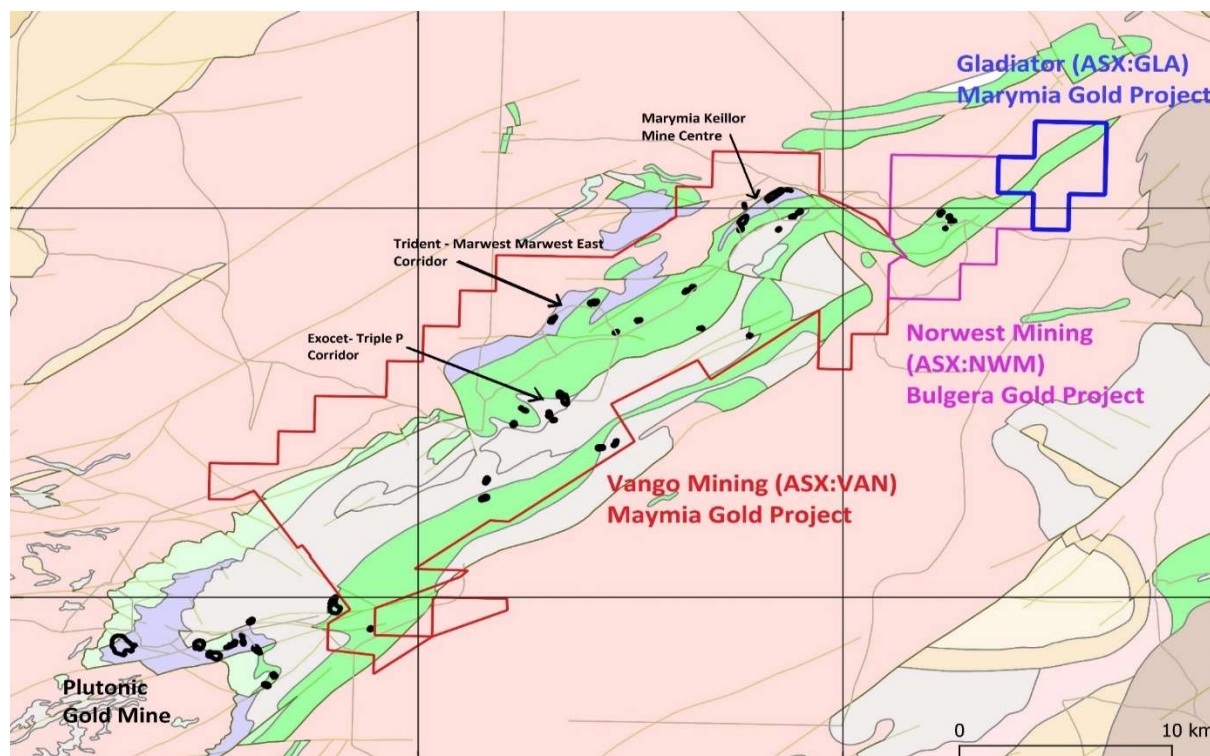 Gladiator (ASX:GLA)
Marymia Gold Project
Marymia Keillor
Mine Centre
Trident - Marwest Marwest East
Corridor
Exocet- Triple P
Corridor
Norwest Mining
(ASX:NWM)
Bulgera Gold Project
Vango Mining (ASX:VAN)
Maymia Gold Project
Plutonic
Gold Mine
0 10 km